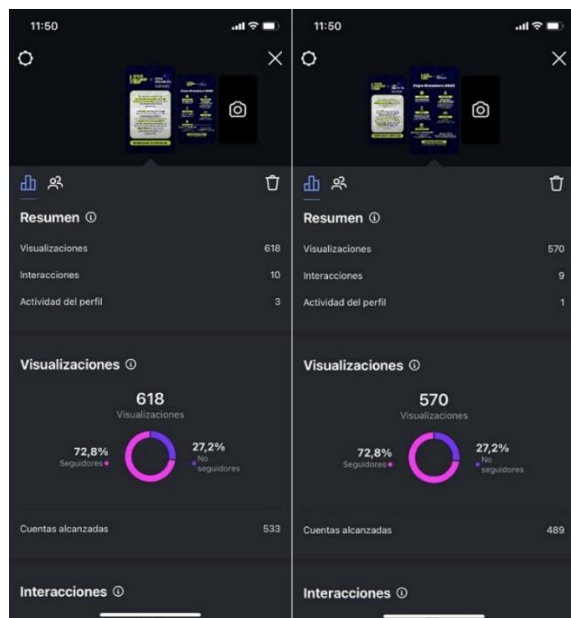 11:50
Resumen
Visualizaciones 618
Interacciones 10
Actividad del perfil 3
Visualizaciones
618
Visualizaciones
72,8%
Seguidores
27,2%
No
seguidores
Cuentas alcanzadas 533
Interacciones
11:50
Resumen
Visualizaciones 570
Interacciones 9
Actividad del perfil 1
Visualizaciones
570
Visualizaciones
72,8%
Seguidores
27,2%
No
seguidores
Cuentas alcanzadas 489
Interacciones